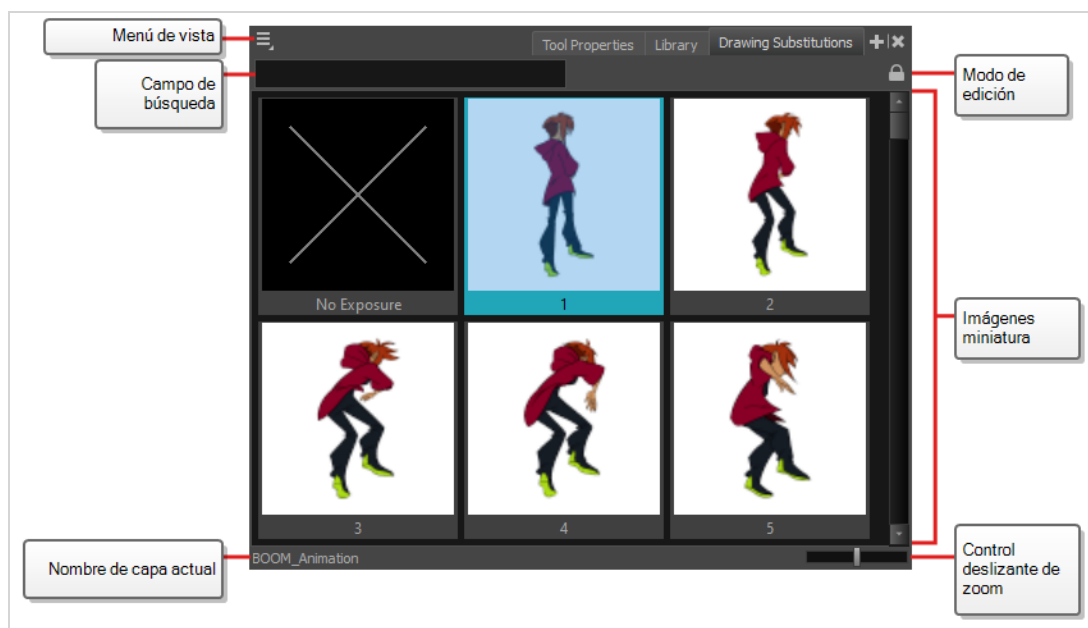 Menú de vista
Campo de
búsqueda
Tool Properties
Library
Drawing Substitutions
Modo de
edición
No Exposure
1
2
Imágenes
miniatura
3
4
5
Nombre de capa actual
BOOM_Animation
Control
deslizante de
zoom